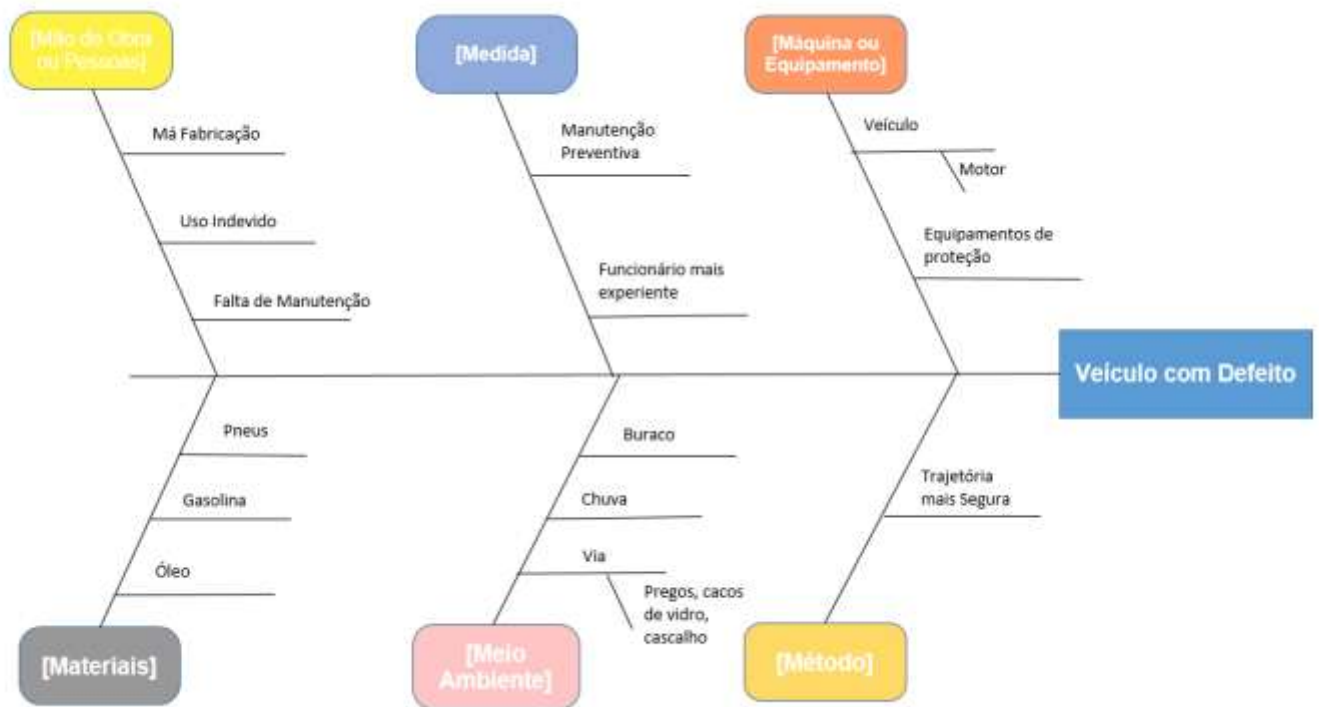 [Mão de Obra
ou Pessoas]
[Medida]
[Máquina ou
Equipamento]
Má Fabricação
Uso Indevido
Falta de Manutenção
Manutenção
Preventiva
Funcionário mais
experiente
Veículo
Motor
Equipamentos de
proteção
Veículo com Defeito
Pneus
Gasolina
Óleo
Buraco
Chuva
Via
Pregos, cacos
de vidro,
cascalho
Trajetória
mais Segura
[Materiais]
[Meio
Ambiente]
[Método]